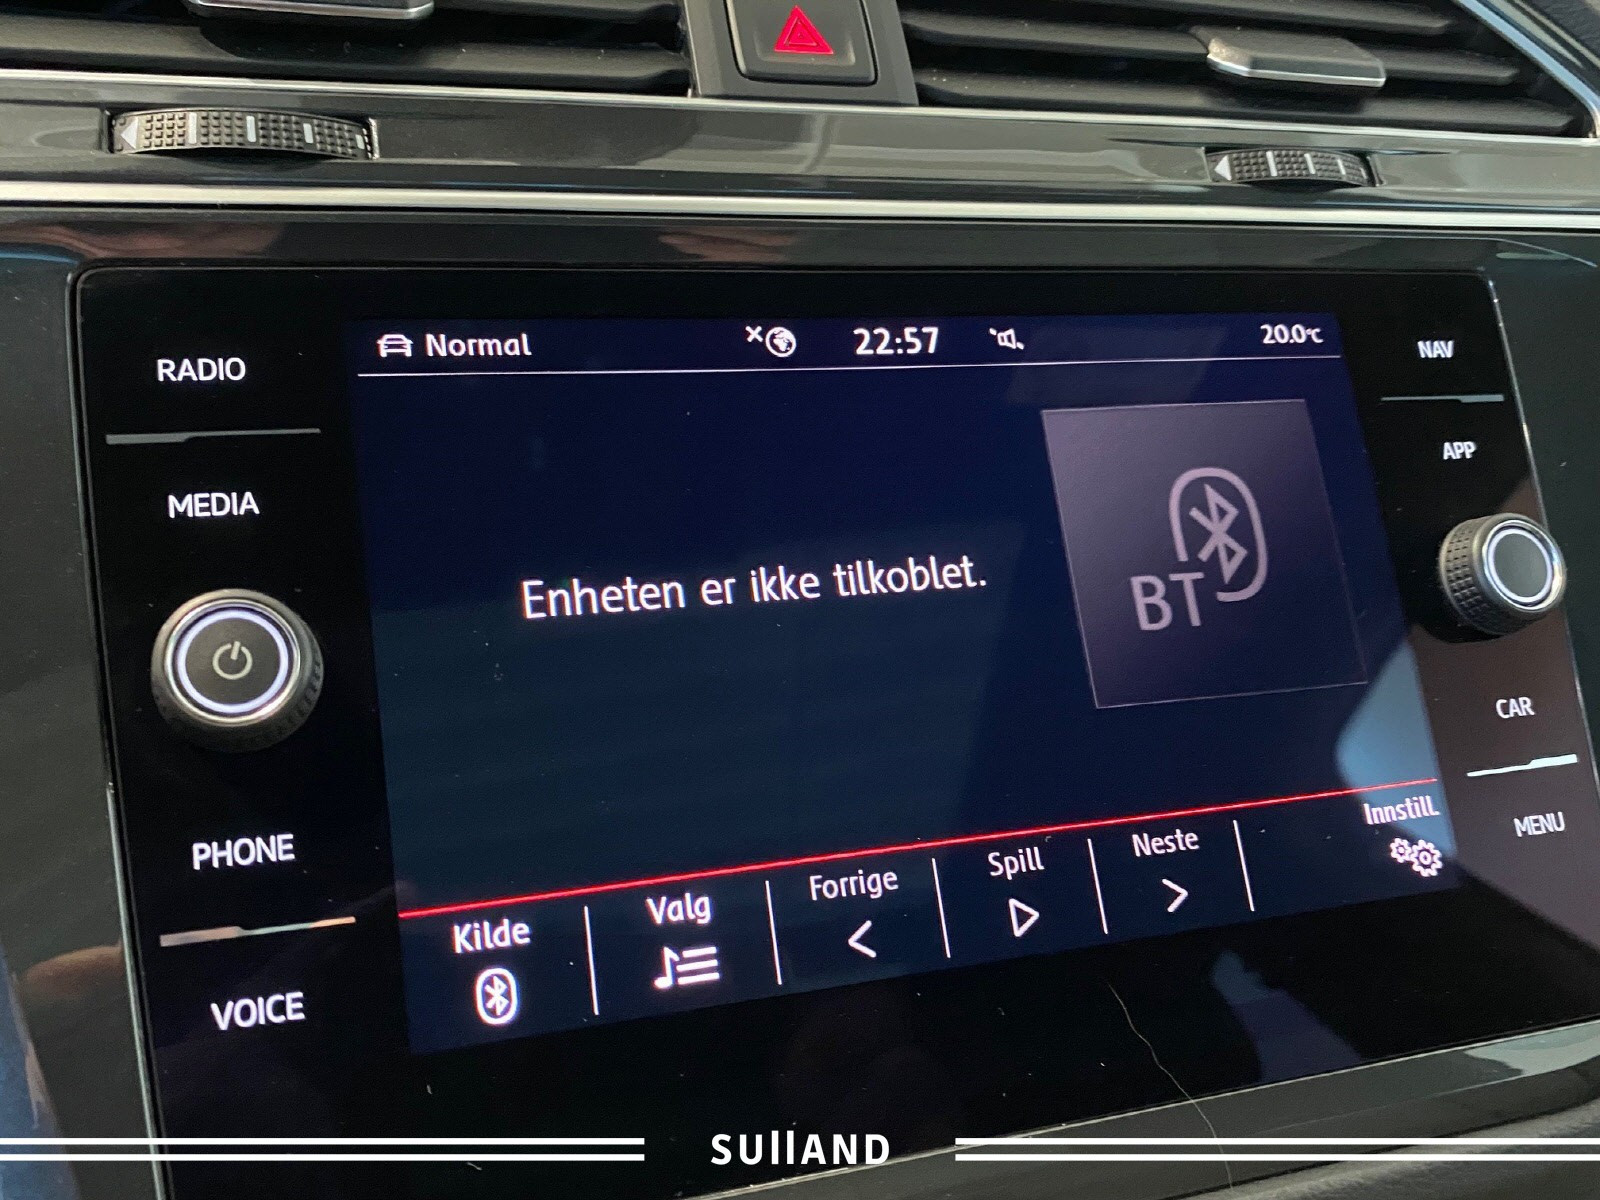 RADIO
MEDIA
PHONE
VOICE
Normal
22:57
20.0°C
Enheten er ikke tilkoblet.
BT
Kilde
Valg
Forrige
Spill
Neste
Innstill.
NAV
APP
CAR
MENU
SUllAND